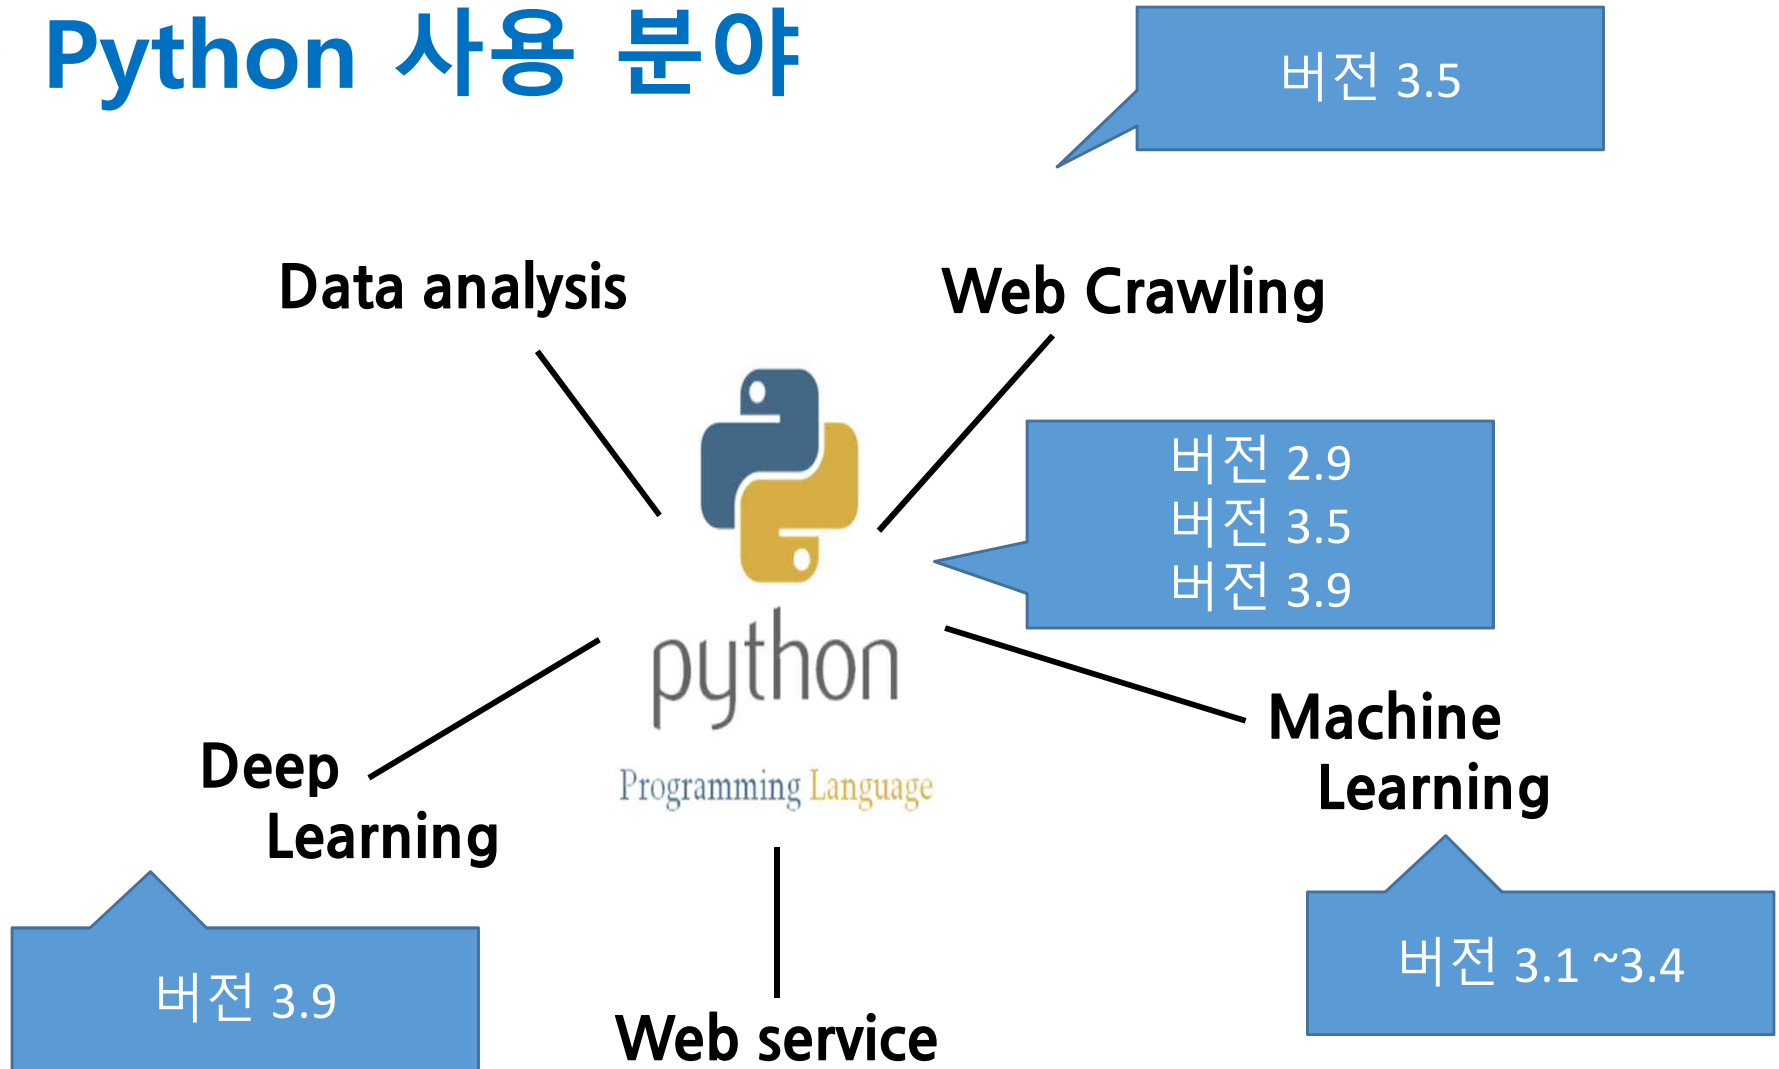 Python 사용 분야
버전 3.5
Data analysis
Web Crawling
버전 2.9
버전 3.5
버전 3.9
python
Programming Language
Machine
Learning
Deep
Learning
버전 3.1 ~3.4
버전 3.9
Web service